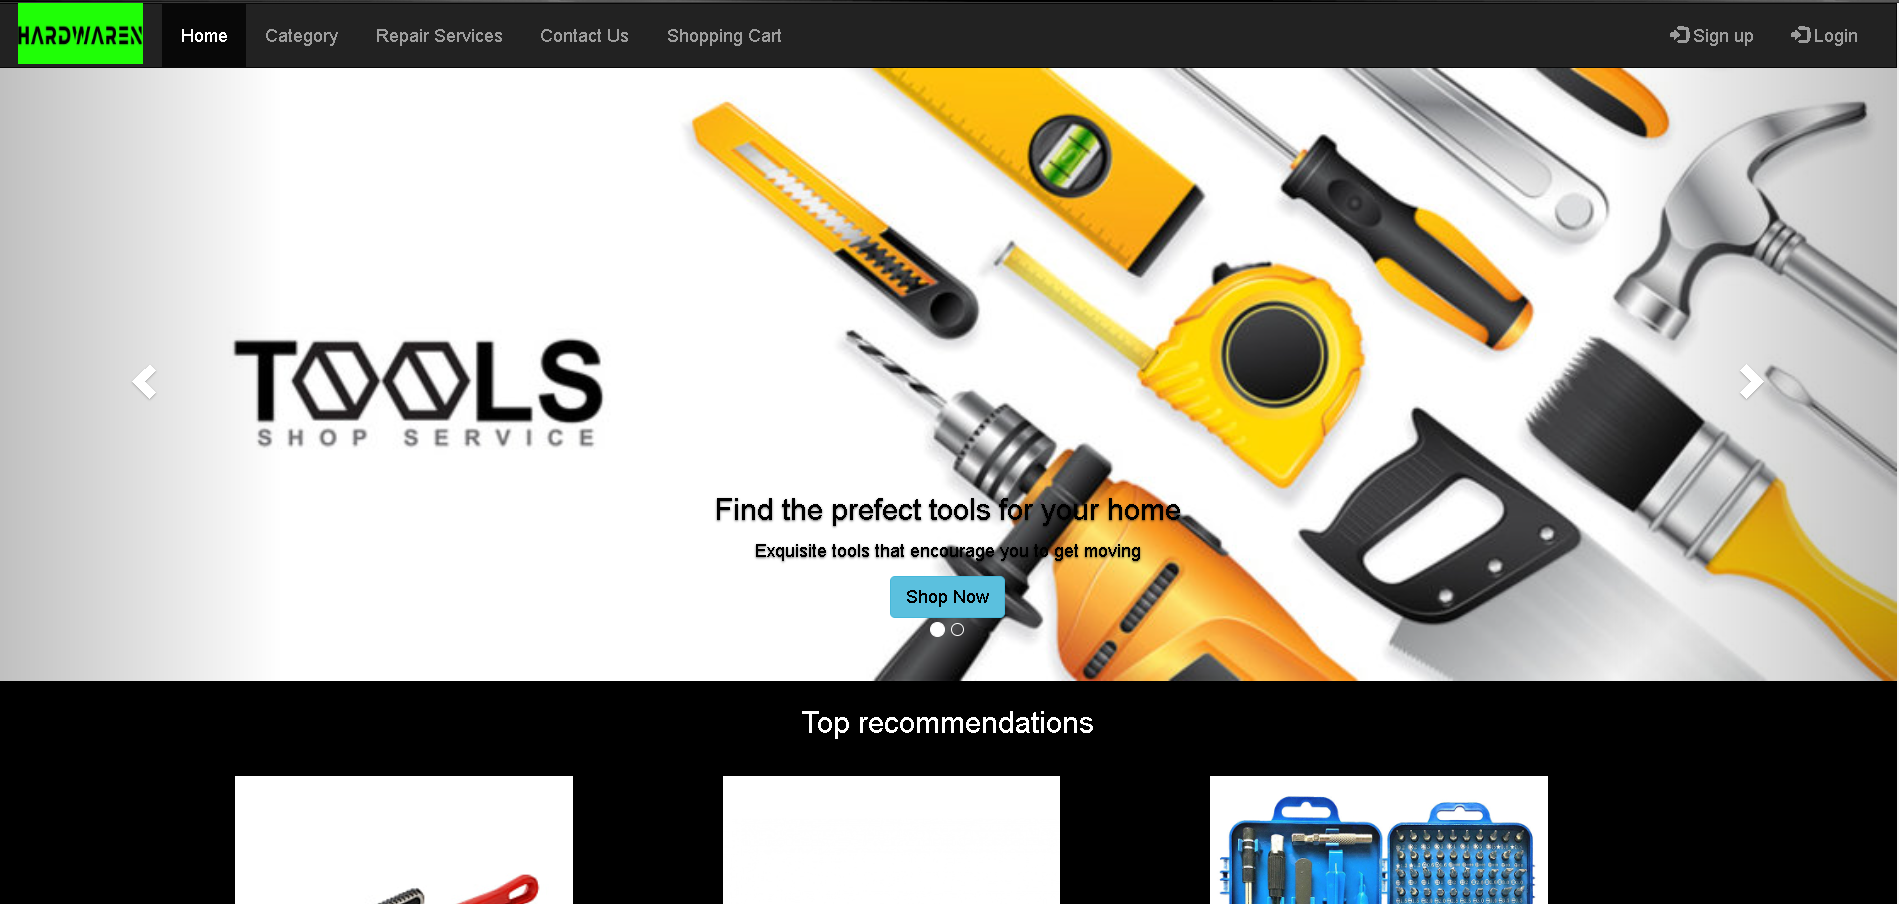 HARDWAREN
Home
Category
Repair Services
Contact Us
Shopping Cart
Sign up
Login
TOOLS
SHOP SERVICE
Find the prefect tools for your home
Exquisite tools that encourage you to get moving
Shop Now
Top recommendations